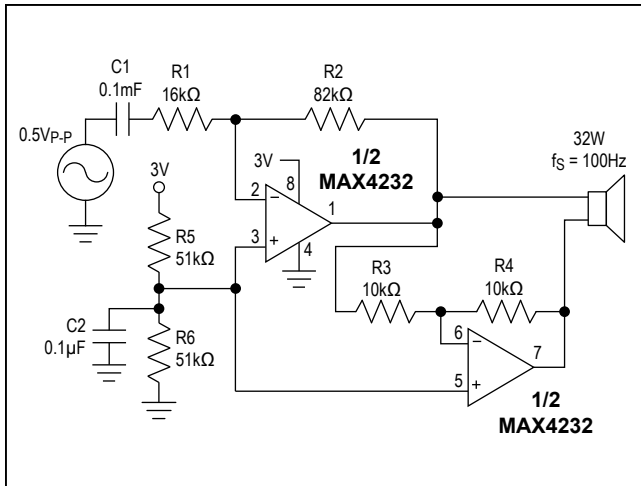 C1
0.1mF
R1
16kΩ
R2
82kΩ
0.5VP-P
3V
R5
51kΩ
C2
0.1µF
R6
51kΩ
3V
1/2
MAX4232
2
3
8
4
1
−
+
32W
fS = 100Hz
R3
10kΩ
R4
10kΩ
6
5
7
−
+
1/2
MAX4232